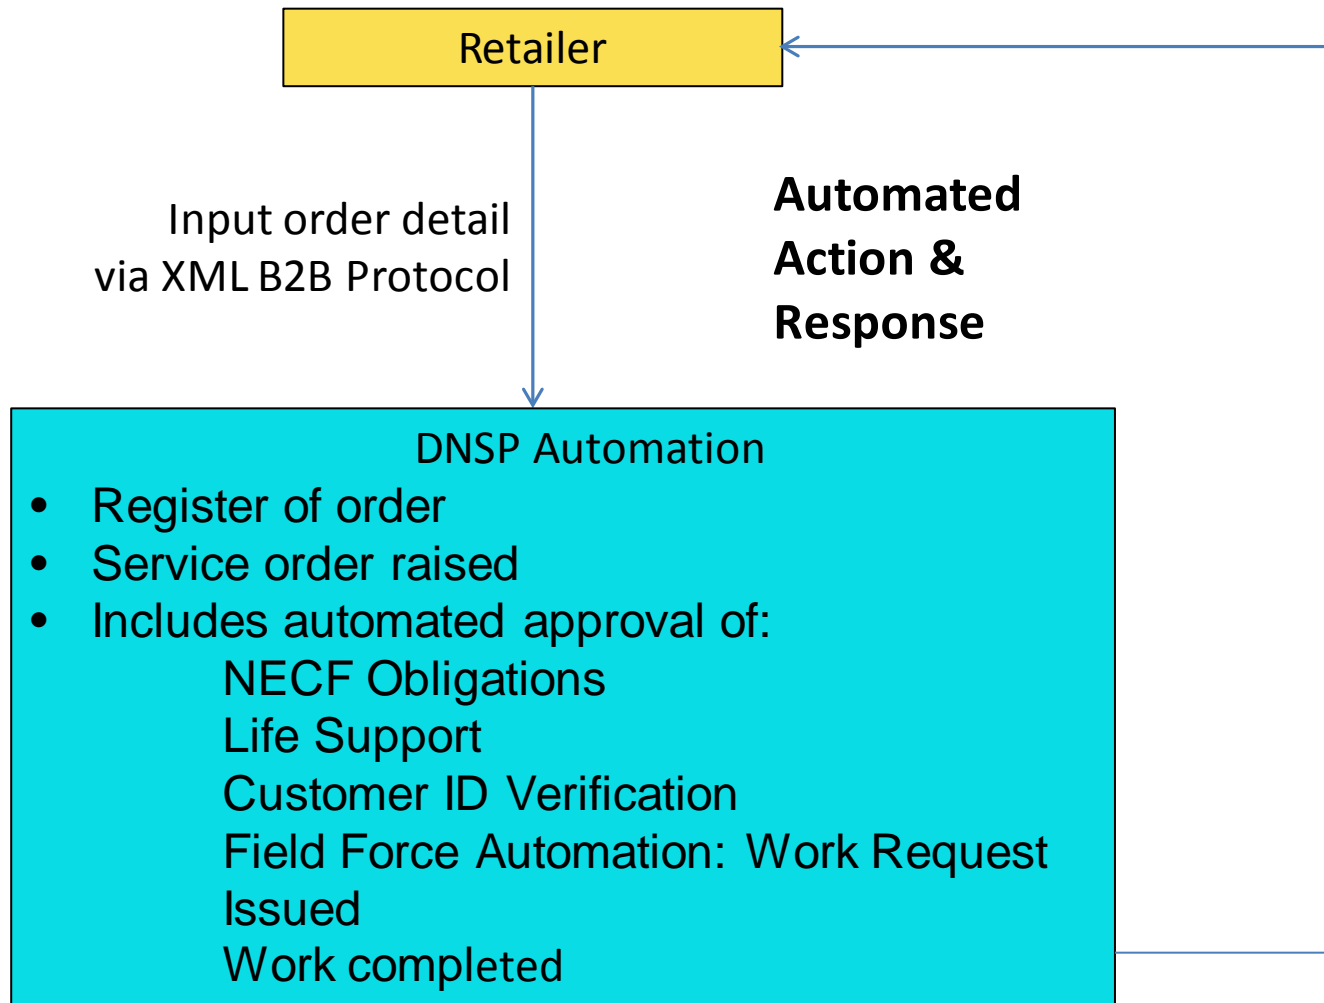 Retailer
Input order detail
via XML B2B Protocol
Automated
Action &
Response
DNSP Automation
• Register of order
• Service order raised
• Includes automated approval of:
NECF Obligations
Life Support
Customer ID Verification
Field Force Automation: Work Request
Issued
Work completed